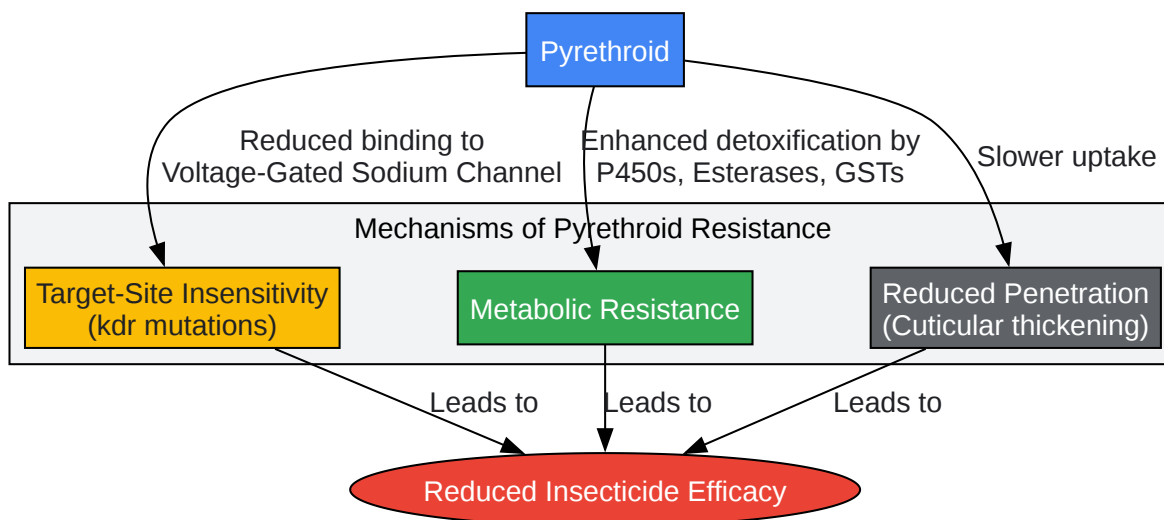 Pyrethroid
Reduced binding to
Voltage-Gated Sodium Channel
Enhanced detoxification by
P450s, Esterases, GSTs
Slower uptake
Mechanisms of Pyrethroid Resistance
Target-Site Insensitivity
(kdr mutations)
Metabolic Resistance
Reduced Penetration
(Cuticular thickening)
Leads to
Leads to
Leads to
Reduced Insecticide Efficacy